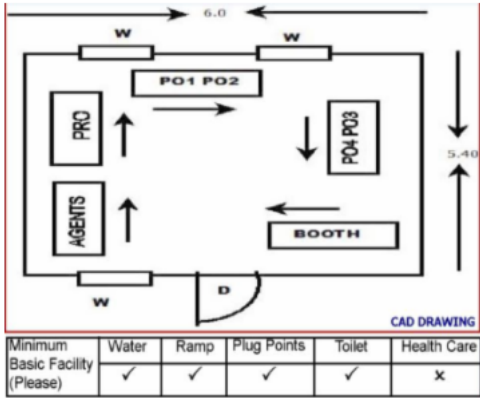 6.0
W W
PO1 PO2
PRO
PO4 PO3
5.40
AGENTS
BOOTH
W
D
CAD DRAWING
Minimum Basic Facility (Please) Water Ramp Plug Points Toilet Health Care
✓ ✓ ✓ ✓ x